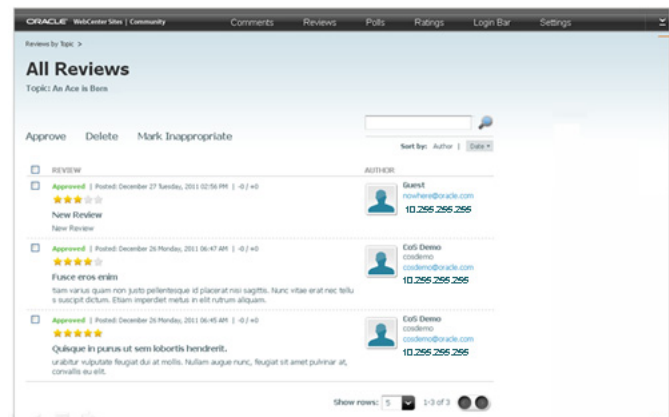 ORACLE WebCenter Sites | Community Comments Reviews Polls Ratings Login Bar Settings
Reviews by Topic >
All Reviews
Topic: An Ace is Born
Approve Delete Mark Inappropriate
Sort by: Author | Date
REVIEW AUTHOR
Approved | Posted: December 27 Tuesday, 2011 02:56 PM | -0 / +0
Guest
nowhere@oracle.com
10.255.255.255
New Review
New Review
Approved | Posted: December 26 Monday, 2011 06:47 AM | -0 / +0
CoS Demo
cosdemo
cosdemo@oracle.com
10.255.255.255
Fusce eros enim
tiam varius quam non justo pellentesque id placerat nisi sagittis. Nunc vitae erat nec tellu
s suscipit dictum. Etiam imperdiet metus in elit rutrum aliquam.
Approved | Posted: December 26 Monday, 2011 06:45 AM | -0 / +0
CoS Demo
cosdemo
cosdemo@oracle.com
10.255.255.255
Quisque in purus ut sem lobortis hendrerit.
urabitur vulputate feugiat dui at mollis. Nullam augue nunc, feugiat sit amet pulvinar at,
convallis eu elit.
Show rows: 5 1-3 of 3